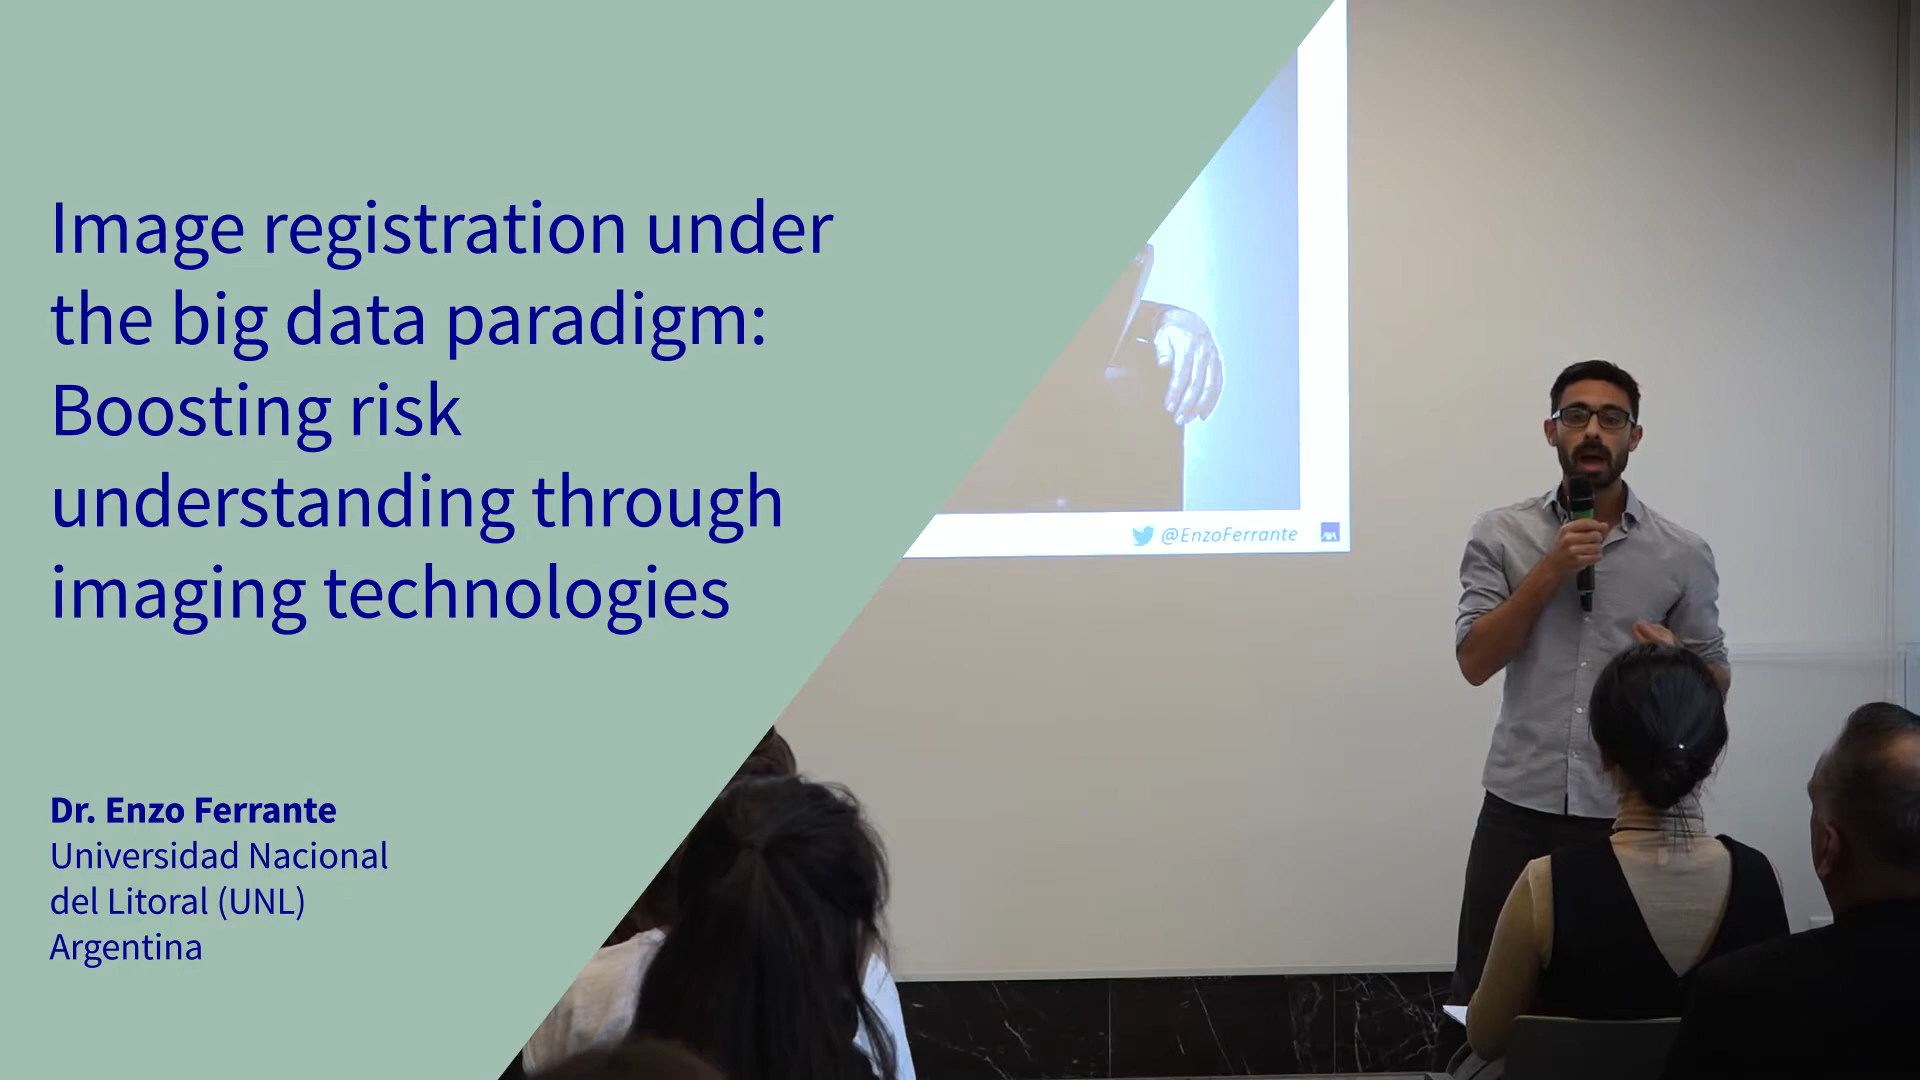 Image registration under
the big data paradigm:
Boosting risk
understanding through
imaging technologies
@EnzoFerrante
AXA
Dr. Enzo Ferrante
Universidad Nacional
del Litoral (UNL)
Argentina